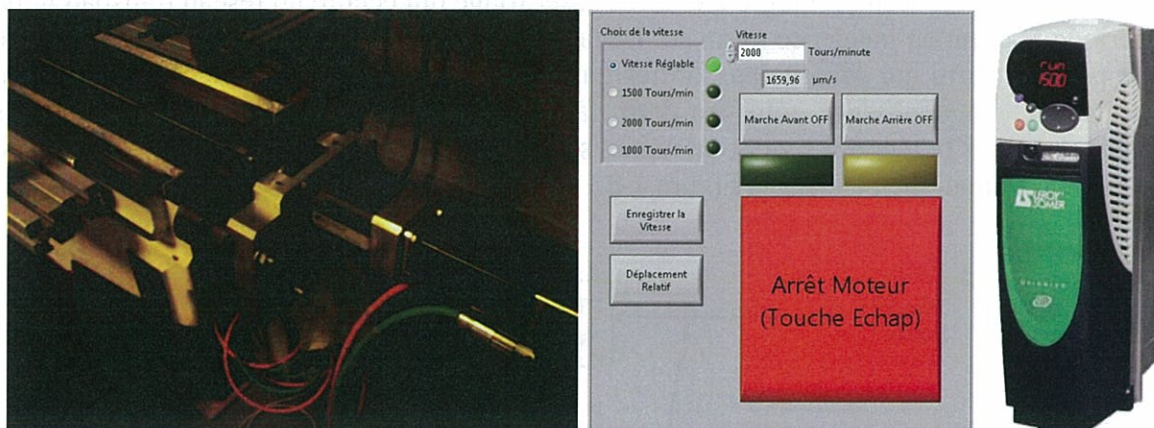 Choix de la vitesse
Vitesse Réglable
1500 Tours/min
2000 Tours/min
1000 Tours/min
Vitesse
2000 Tours/minute
1659,96 µm/s
Marche Avant OFF
Marche Arrière OFF
Enregistrer la
Vitesse
Déplacement
Relatif
Arrêt Moteur
(Touche Echap)
run
1500
LEROY
SOMER